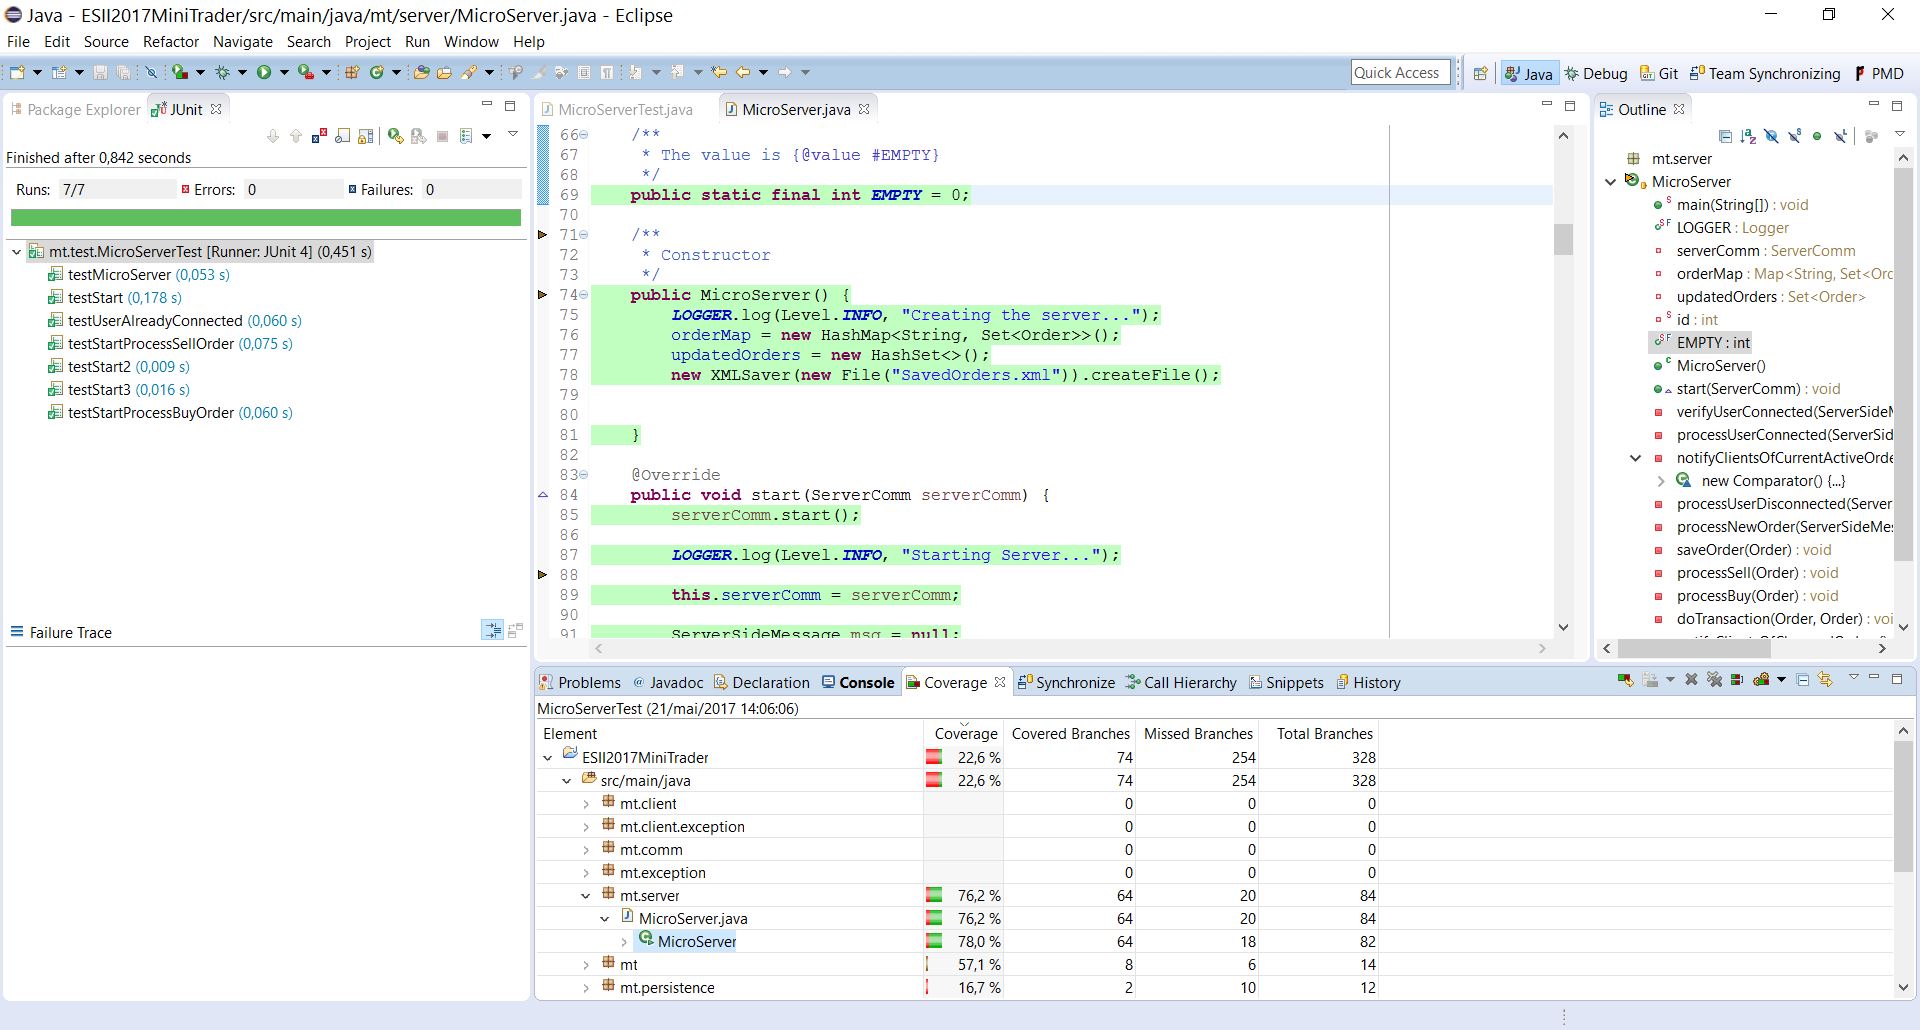 Java - ESII2017MiniTrader/src/main/java/mt/server/MicroServer.java - Eclipse
File Edit Source Refactor Navigate Search Project Run Window Help
Quick Access Java Debug Git Team Synchronizing PMD
Package Explorer JUnit
Finished after 0,842 seconds
Runs: 7/7 Errors: 0 Failures: 0
mt.test.MicroServerTest [Runner: JUnit 4] (0,451 s)
testMicroServer (0,053 s)
testStart (0,178 s)
testUserAlreadyConnected (0,060 s)
testStartProcessSellOrder (0,075 s)
testStart2 (0,009 s)
testStart3 (0,016 s)
testStartProcessBuyOrder (0,060 s)
Failure Trace
MicroServerTest.java MicroServer.java
66 /**
67 * The value is {@value #EMPTY}
68 */
69 public static final int EMPTY = 0;
70
71 /**
72 * Constructor
73 */
74 public MicroServer() {
75 LOGGER.log(Level.INFO, "Creating the server...");
76 orderMap = new HashMap<String, Set<Order>>();
77 updatedOrders = new HashSet<>();
78 new XMLSaver(new File("SavedOrders.xml")).createFile();
79
80
81 }
82
83 @Override
84 public void start(ServerComm serverComm) {
85 serverComm.start();
86
87 LOGGER.log(Level.INFO, "Starting Server...");
88
89 this.serverComm = serverComm;
90
91 ServerSideMessage msg = null;
Outline
mt.server
MicroServer
main(String[]) : void
LOGGER : Logger
serverComm : ServerComm
orderMap : Map<String, Set<Orc
updatedOrders : Set<Order>
id : int
EMPTY : int
MicroServer()
start(ServerComm) : void
verifyUserConnected(ServerSideM
processUserConnected(ServerSid
notifyClientsOfCurrentActiveOrde
new Comparator() {...}
processUserDisconnected(Server
processNewOrder(ServerSideMes
saveOrder(Order) : void
processSell(Order) : void
processBuy(Order) : void
doTransaction(Order, Order) : voi
Problems Javadoc Declaration Console Coverage Synchronize Call Hierarchy Snippets History
MicroServerTest (21/mai/2017 14:06:06)
Element Coverage Covered Branches Missed Branches Total Branches
ESII2017MiniTrader 22,6 % 74 254 328
src/main/java 22,6 % 74 254 328
mt.client 0 0 0
mt.client.exception 0 0 0
mt.comm 0 0 0
mt.exception 0 0 0
mt.server 76,2 % 64 20 84
MicroServer.java 76,2 % 64 20 84
MicroServer 78,0 % 64 18 82
mt 57,1 % 8 6 14
mt.persistence 16,7 % 2 10 12